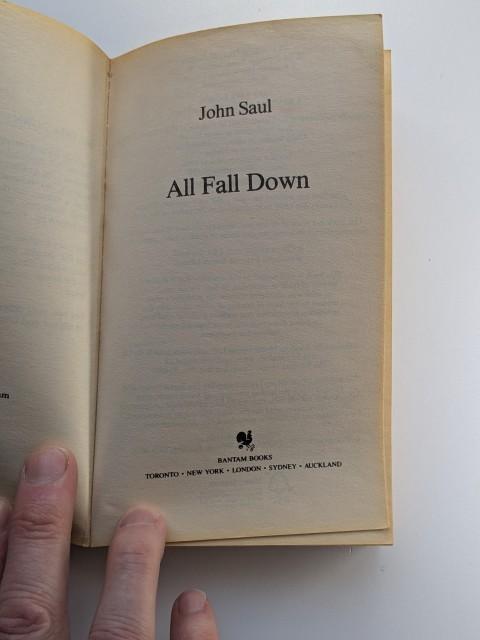 John Saul
All Fall Down
BANTAM BOOKS
TORONTO • NEW YORK • LONDON • SYDNEY • AUCKLAND